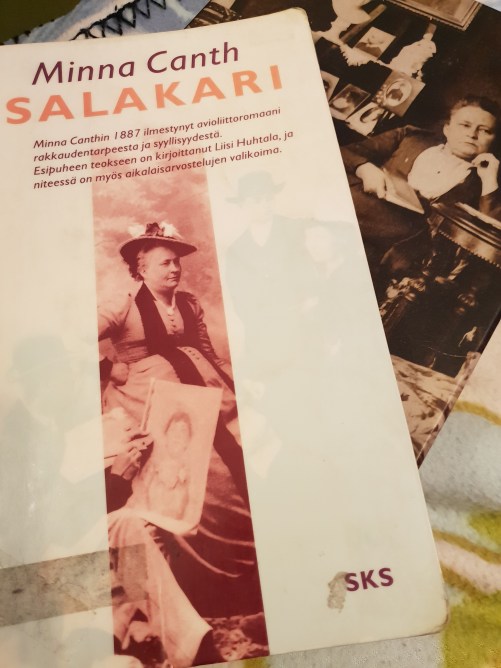 Minna Canth
SALAKARI
Minna Canthin 1887 ilmestynyt avioliittoromaani
rakkaudentarpeesta ja syyllisyydestä.
Esipuheen teokseen on kirjoittanut Liisi Huhtala, ja
niteessä on myös aikalaisarvostelujen valikoima.
SKS